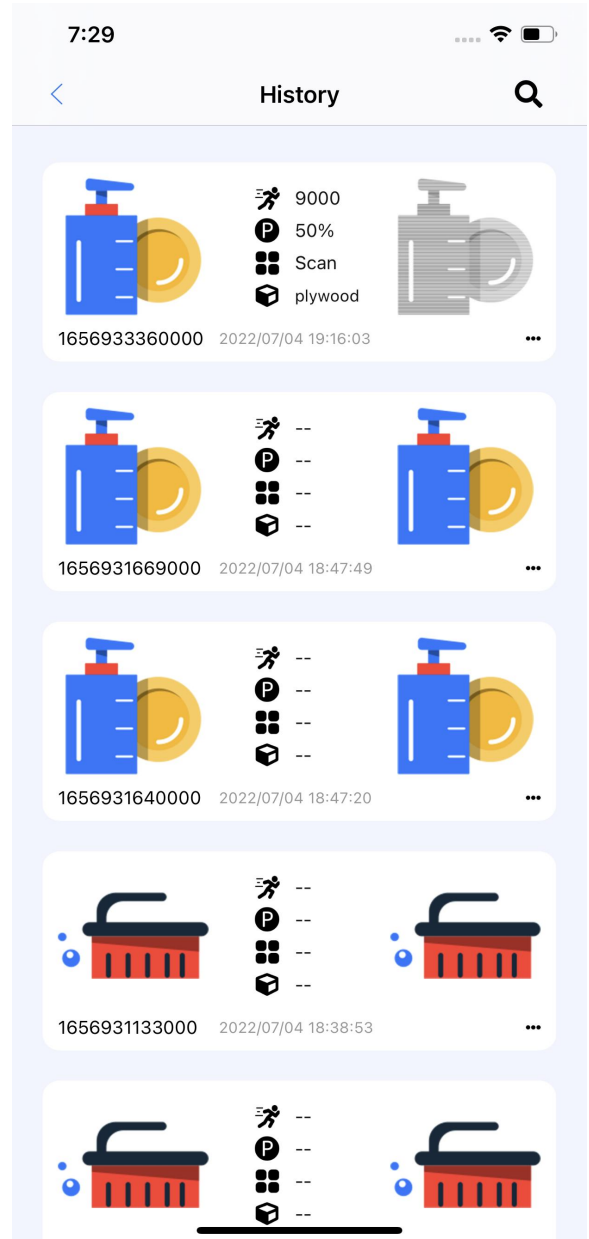 7:29
History
9000
P 50%
Scan
plywood
1656933360000 2022/07/04 19:16:03
--
P --
--
--
1656931669000 2022/07/04 18:47:49
--
P --
--
--
1656931640000 2022/07/04 18:47:20
--
P --
--
--
1656931133000 2022/07/04 18:38:53
--
P --
--
--